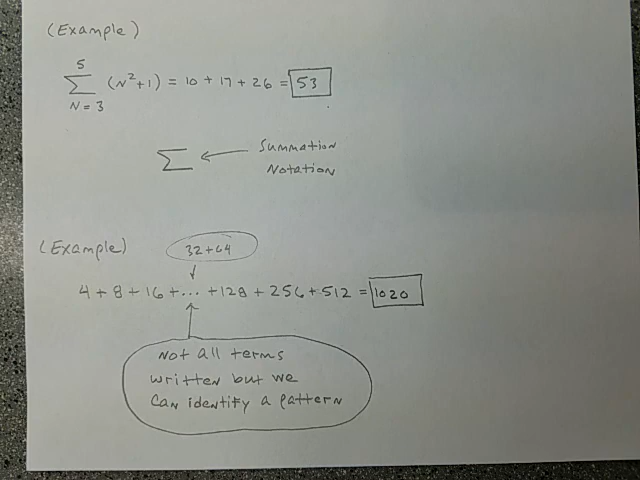 (Example)
5
∑ (N²+1) = 10 + 17 + 26 = 53
N = 3
∑ ← Summation
Notation
(Example)
32+64
4 + 8 + 16 + ... + 128 + 256 + 512 = 1020
Not all terms
written but we
can identify a pattern